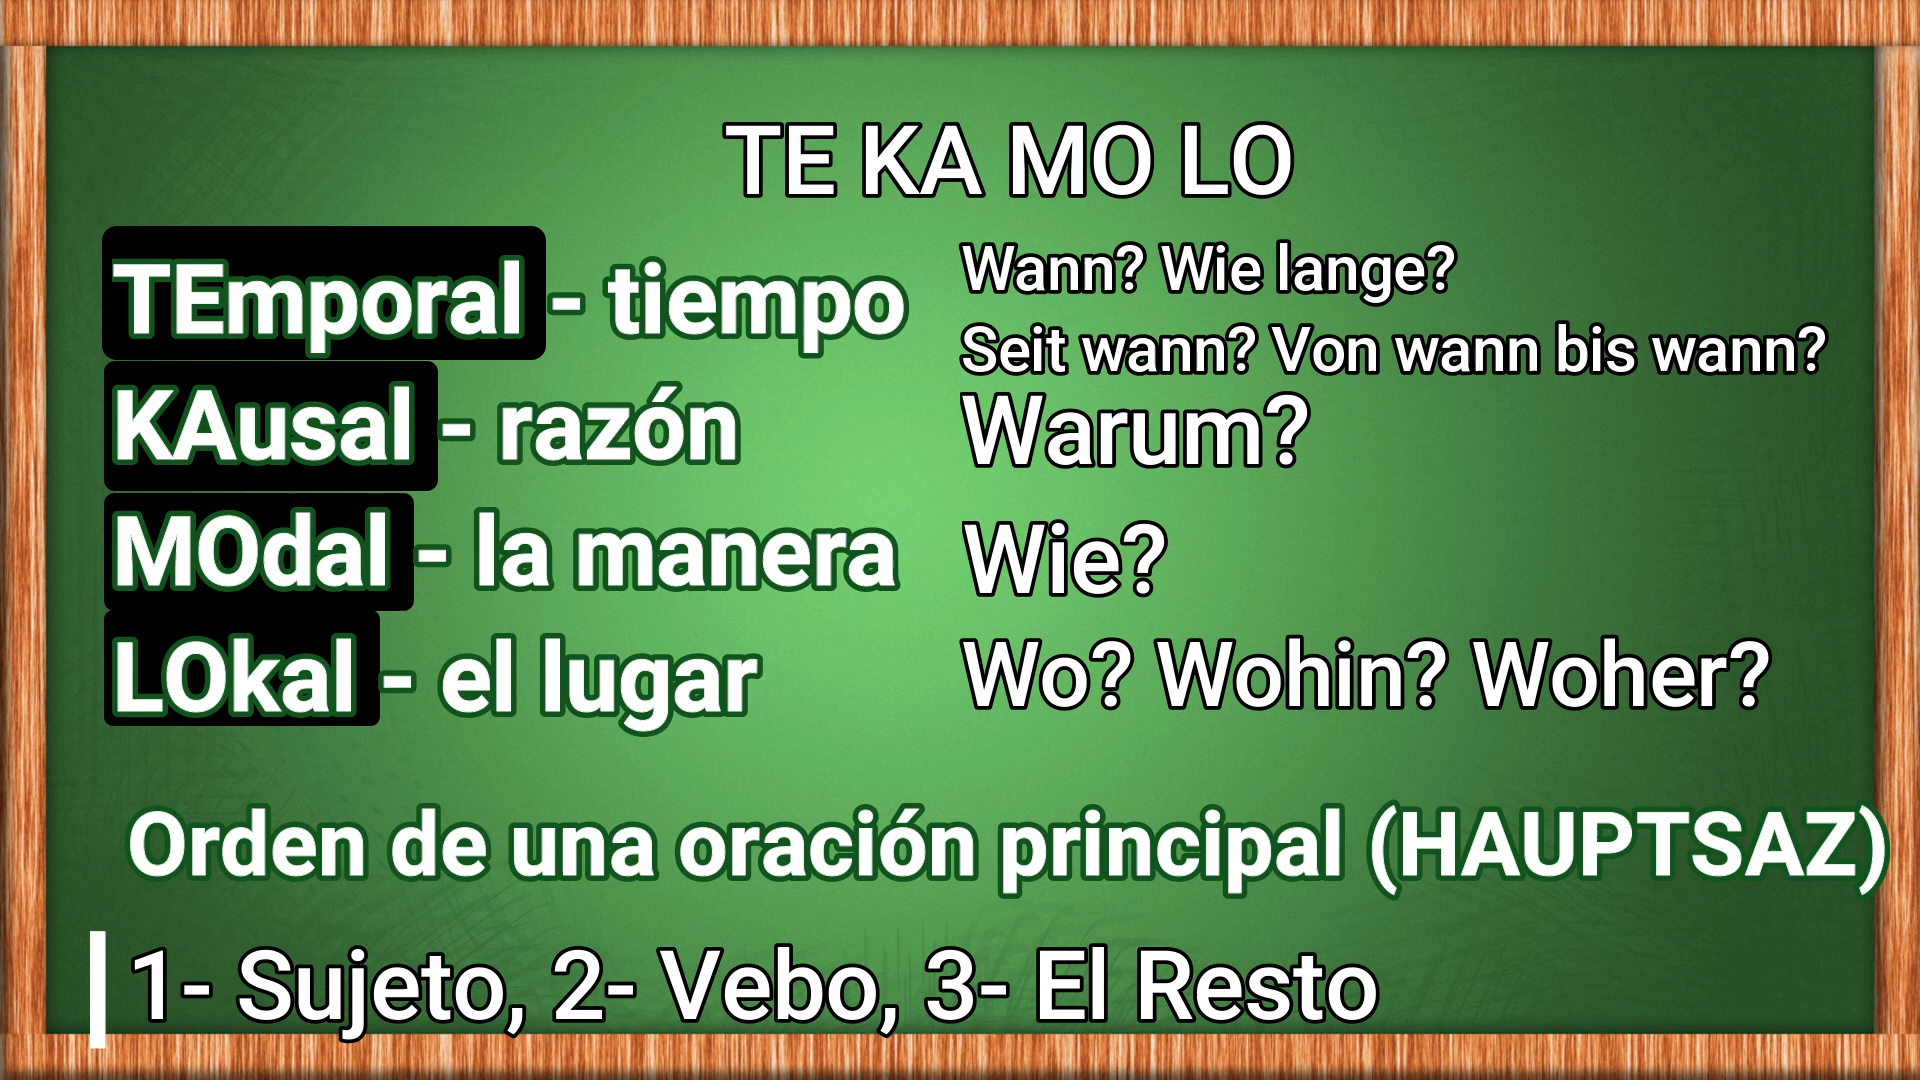 TE KA MO LO
TEmporal - tiempo
Wann? Wie lange?
Seit wann? Von wann bis wann?
KAusal - razón
Warum?
MOdal - la manera
Wie?
LOkal - el lugar
Wo? Wohin? Woher?
Orden de una oración principal (HAUPTSAZ)
1- Sujeto, 2- Vebo, 3- El Resto